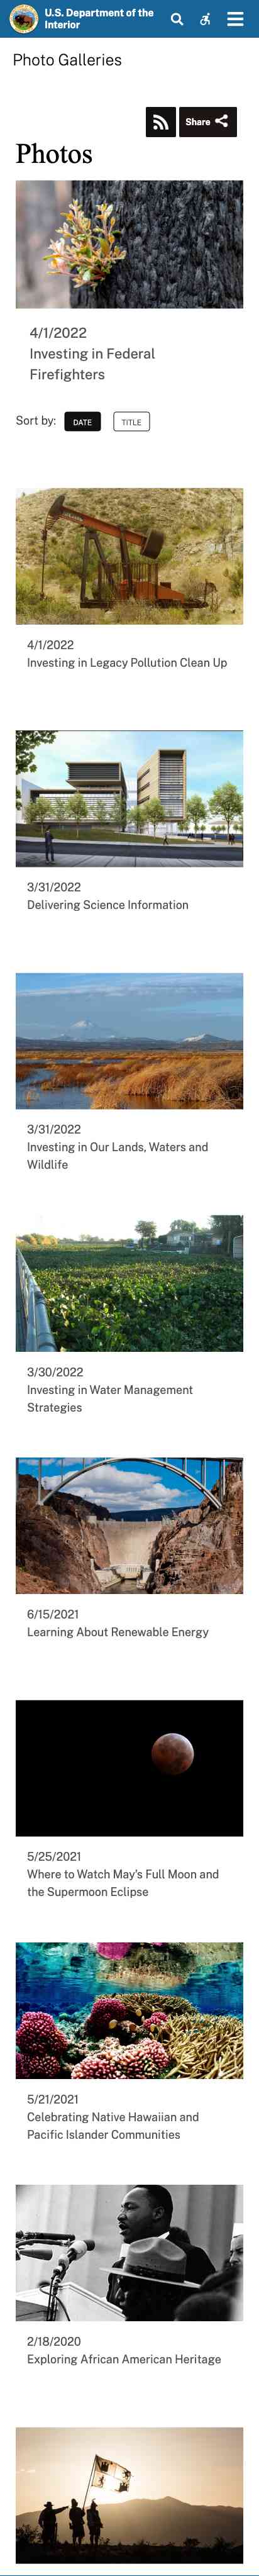 U.S. Department of the
Interior
Photo Galleries
Share
Photos
4/1/2022
Investing in Federal
Firefighters
Sort by: DATE TITLE
4/1/2022
Investing in Legacy Pollution Clean Up
3/31/2022
Delivering Science Information
3/31/2022
Investing in Our Lands, Waters and
Wildlife
3/30/2022
Investing in Water Management
Strategies
6/15/2021
Learning About Renewable Energy
5/25/2021
Where to Watch May's Full Moon and
the Supermoon Eclipse
5/21/2021
Celebrating Native Hawaiian and
Pacific Islander Communities
2/18/2020
Exploring African American Heritage